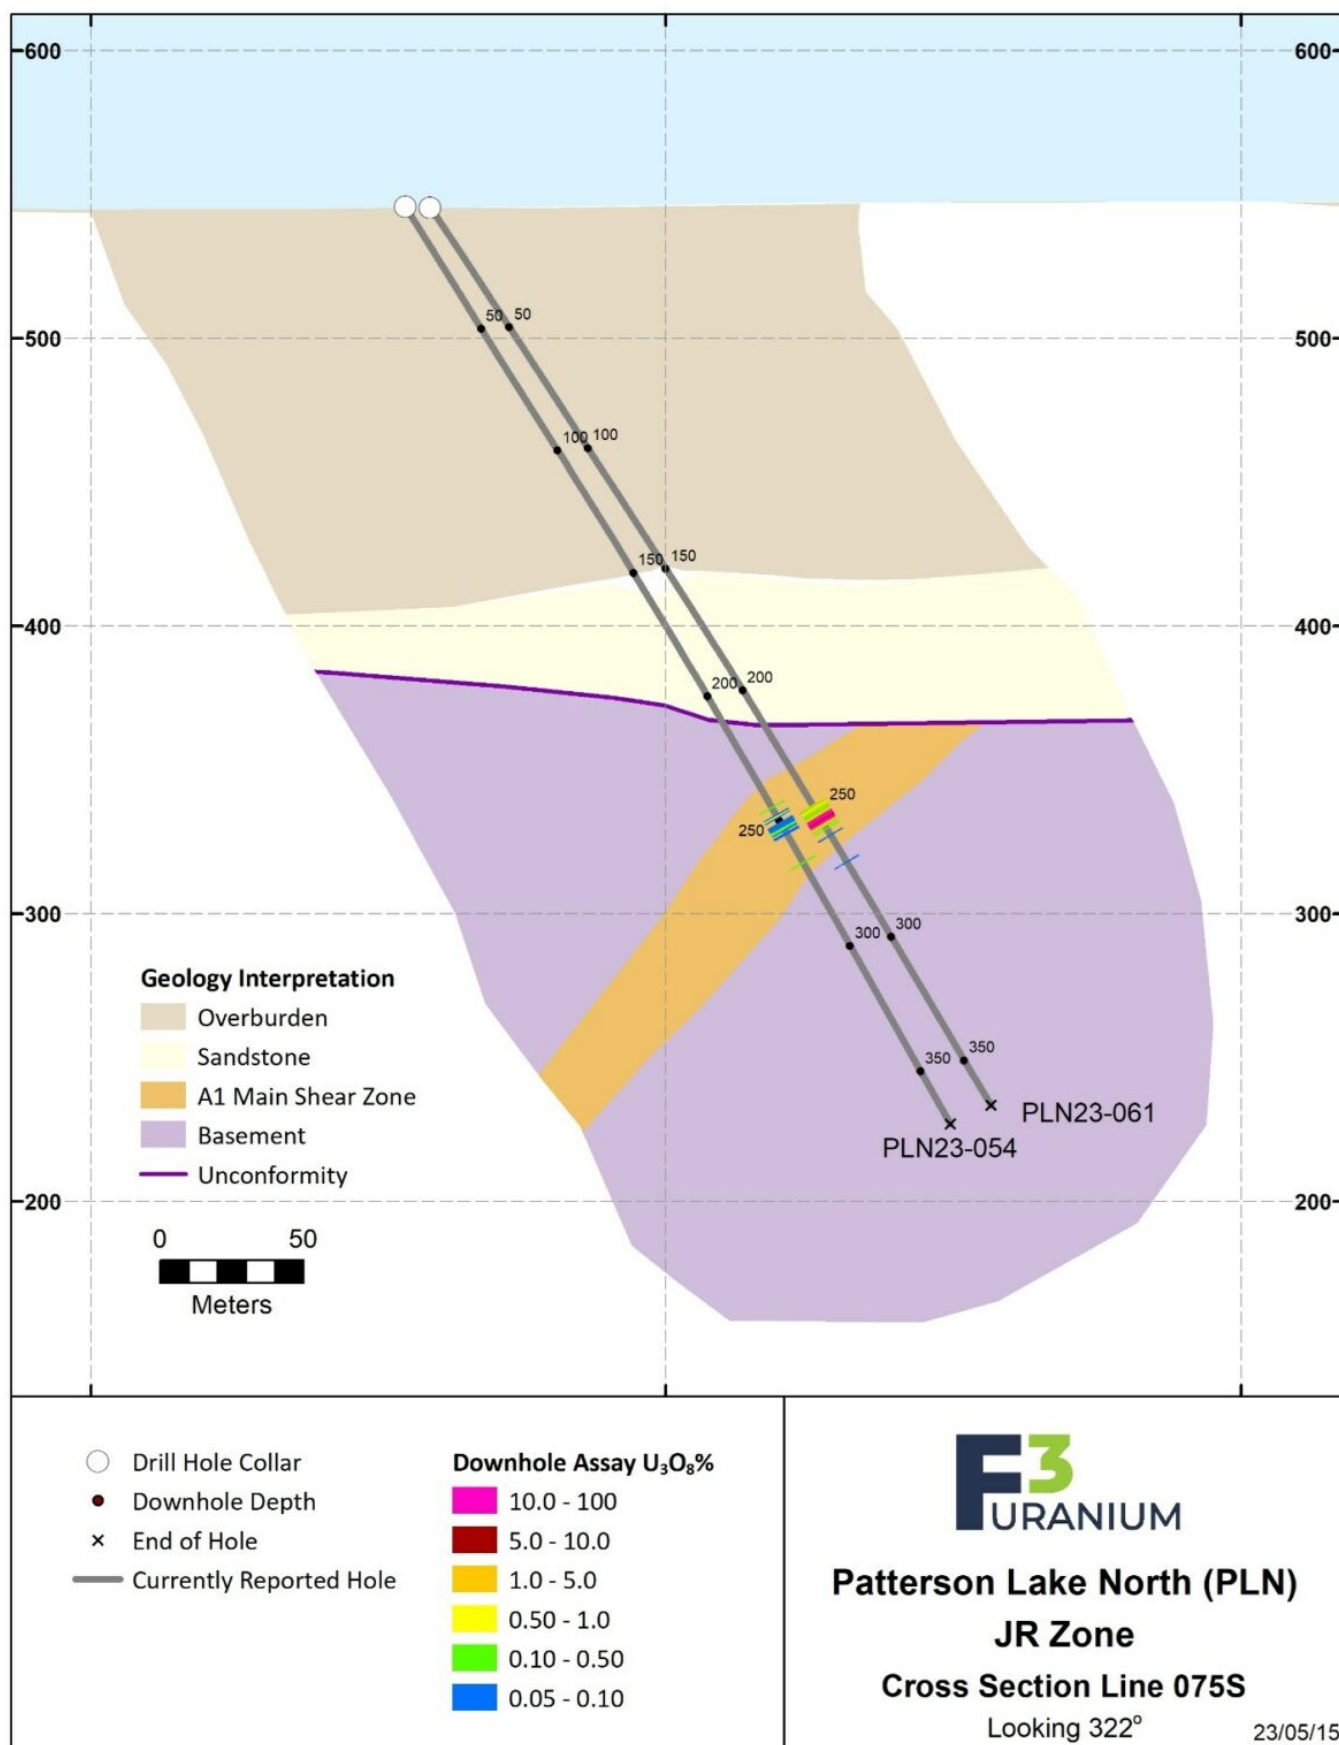 600 600
50 50
500 500
100 100
150 150
400 400
200 200
250
250
300 300
300 300
350 350
PLN23-061
PLN23-054
Geology Interpretation
Overburden
Sandstone
A1 Main Shear Zone
Basement
Unconformity
200 200
0 50
Meters
Drill Hole Collar
Downhole Depth
End of Hole
Currently Reported Hole
Downhole Assay U₃O₈%
10.0 - 100
5.0 - 10.0
1.0 - 5.0
0.50 - 1.0
0.10 - 0.50
0.05 - 0.10
F3
URANIUM
Patterson Lake North (PLN)
JR Zone
Cross Section Line 075S
Looking 322°
23/05/15